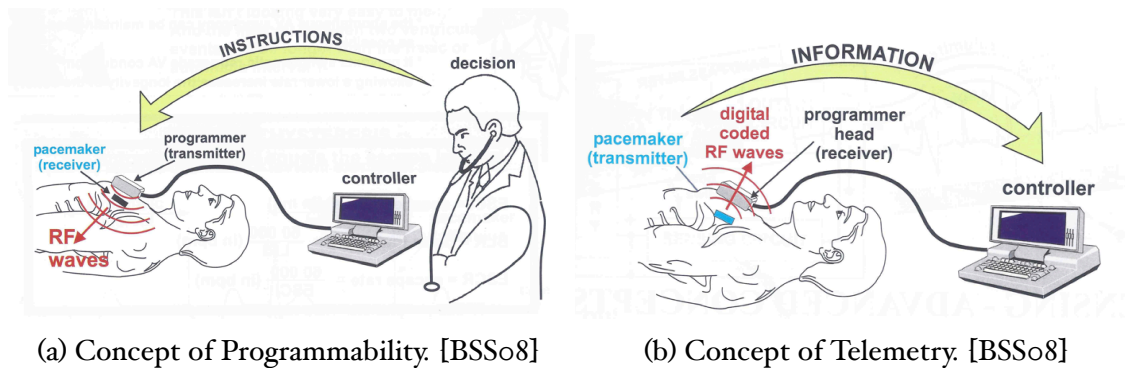 INSTRUCTIONS
decision
programmer
(transmitter)
pacemaker
(receiver)
controller
RF
waves
(a) Concept of Programmability. [BSS08]
INFORMATION
digital
coded
RF waves
programmer
head
(receiver)
pacemaker
(transmitter)
controller
(b) Concept of Telemetry. [BSS08]